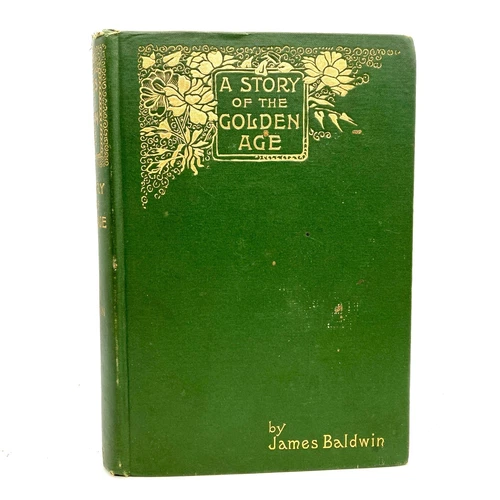 A STORY
OF THE
GOLDEN
AGE
by
James Baldwin